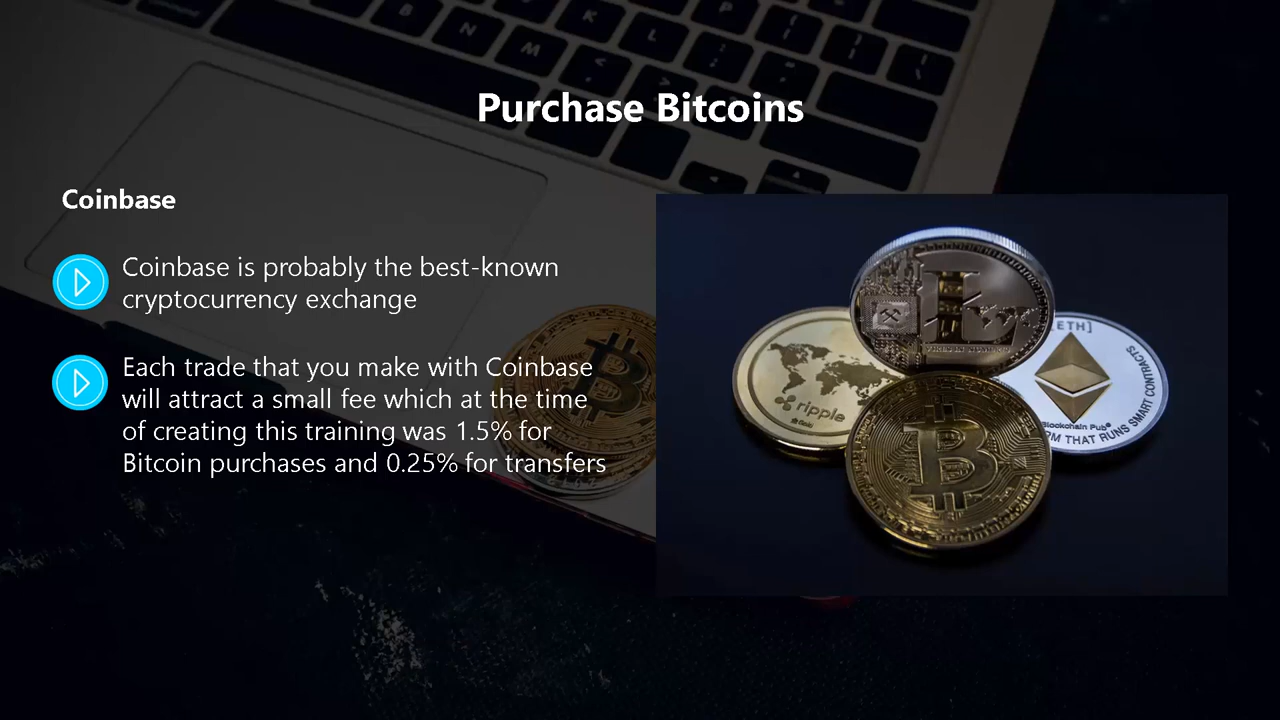 Purchase Bitcoins
Coinbase
Coinbase is probably the best-known
cryptocurrency exchange
Each trade that you make with Coinbase
will attract a small fee which at the time
of creating this training was 1.5% for
Bitcoin purchases and 0.25% for transfers
[ETH]
ripple
Blockchain Pub
RM THAT RUNS SMART CONTRACTS
B
N
M
K
L